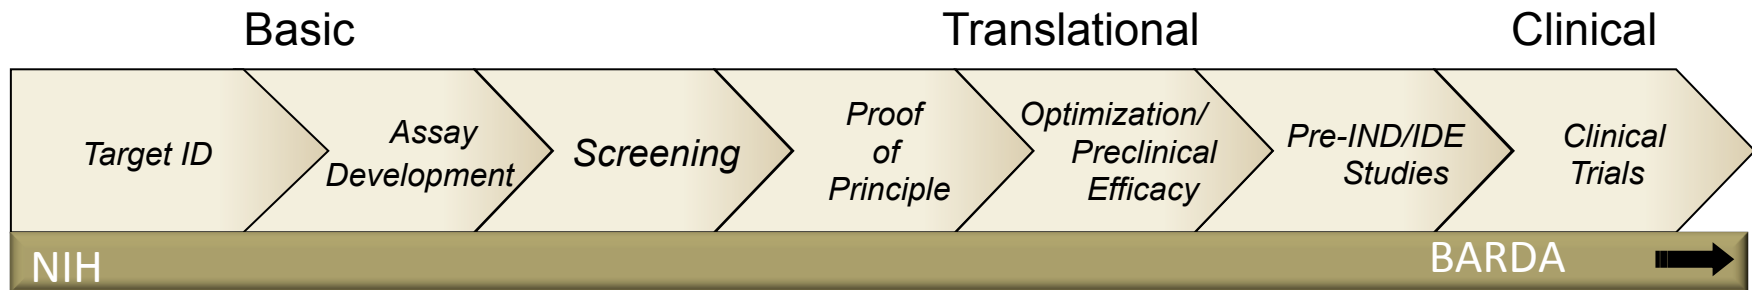 Basic
Translational
Clinical
Target ID
Assay
Development
Screening
Proof
of
Principle
Optimization/
Preclinical
Efficacy
Pre-IND/IDE
Studies
Clinical
Trials
NIH
BARDA